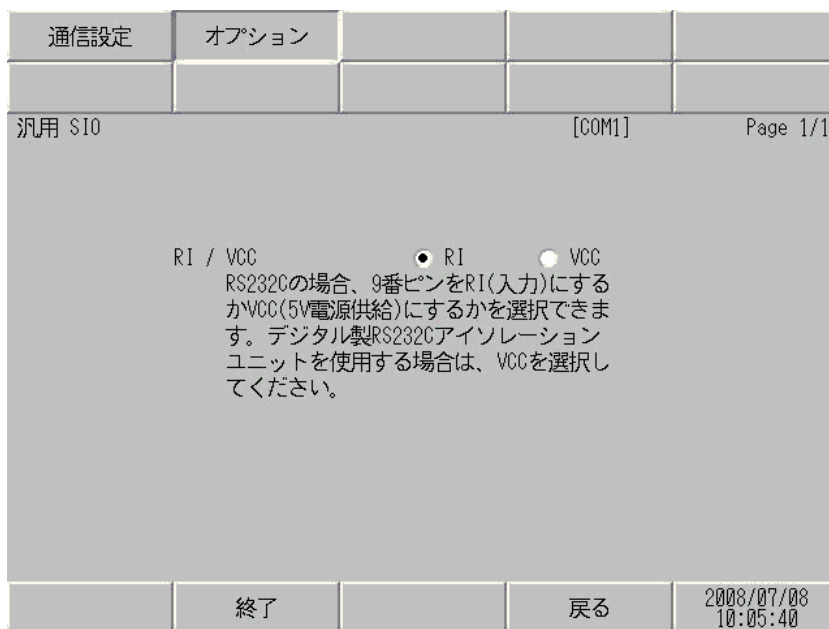 通信設定 オプション
汎用 SIO [COM1] Page 1/1
RI / VCC RI VCC
RS232Cの場合、9番ピンをRI(入力)にする
かVCC(5V電源供給)にするかを選択できま
す。デジタル製RS232Cアイソレーション
ユニットを使用する場合は、VCCを選択し
てください。
終了 戻る 2008/07/08
10:05:40